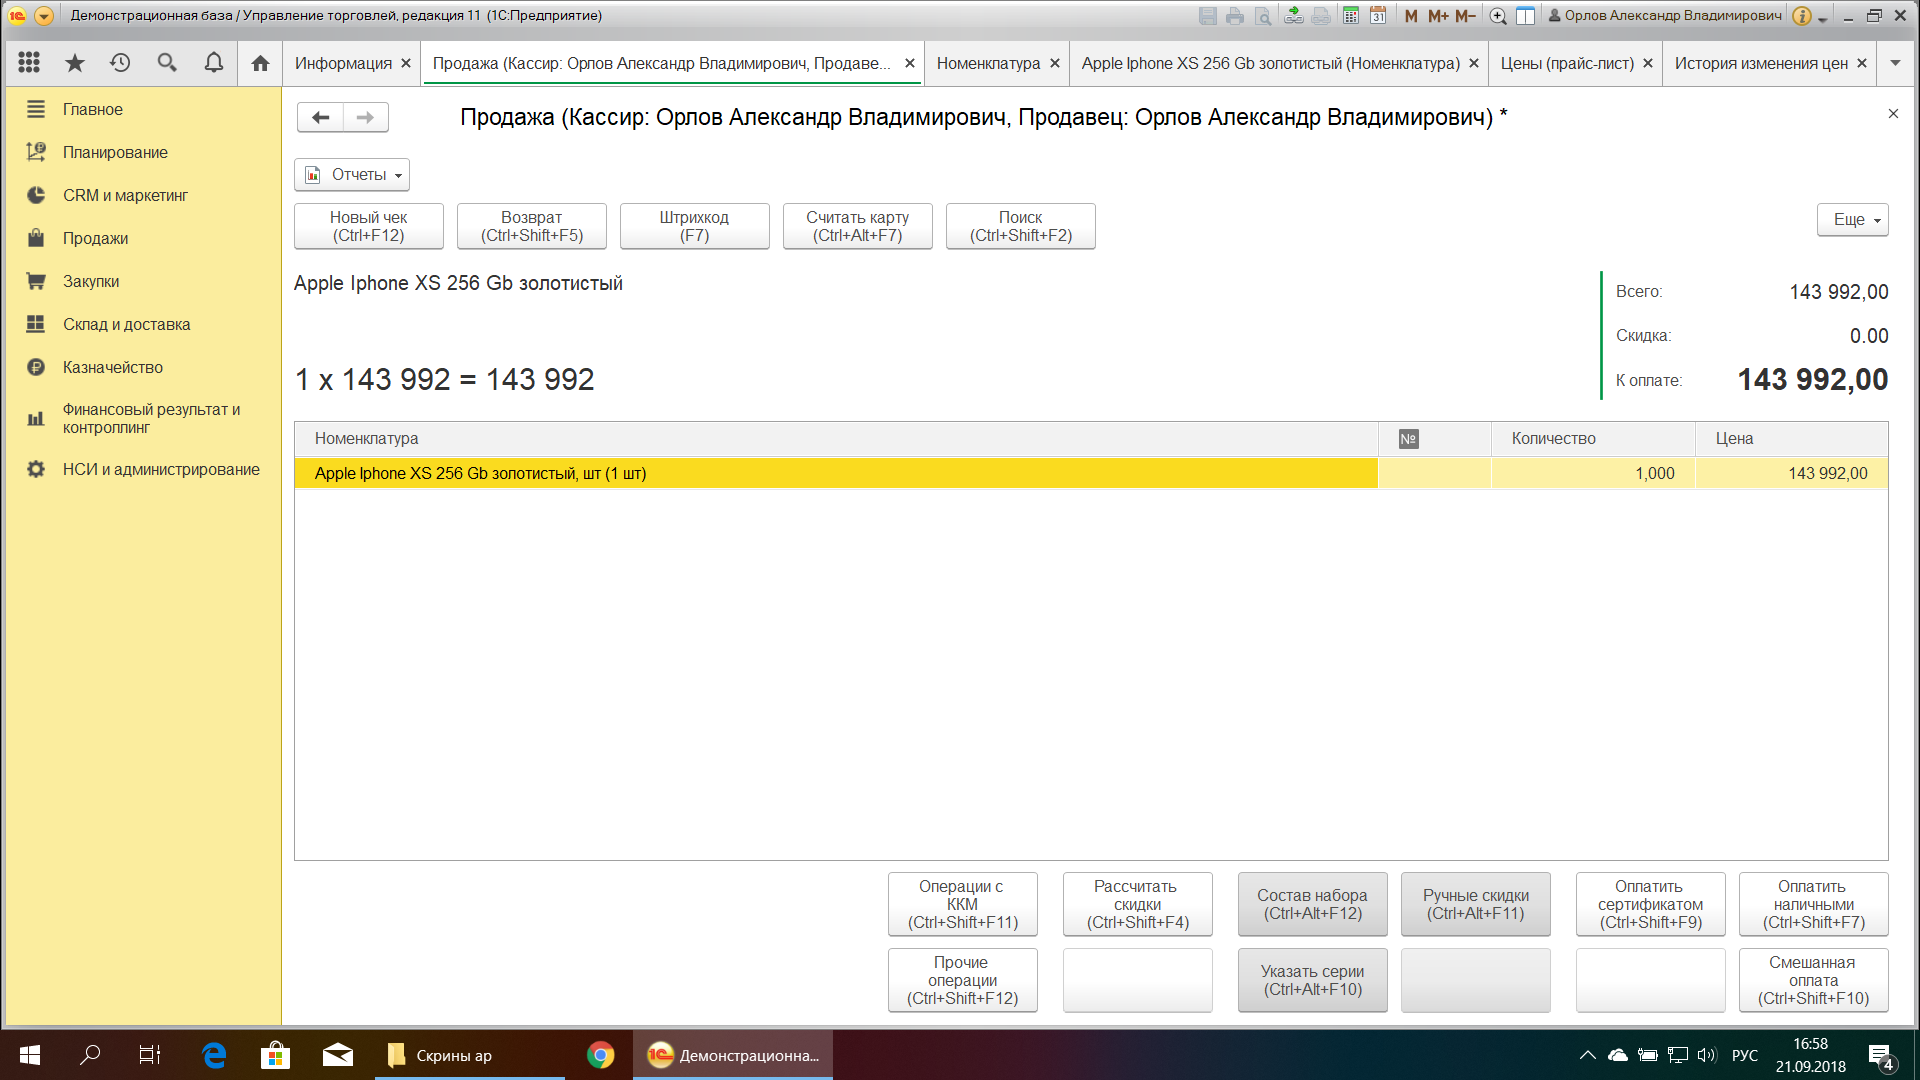 Демонстрационная база / Управление торговлей, редакция 11 (1С:Предприятие)
M M+ M- Орлов Александр Владимирович
Информация
Продажа (Кассир: Орлов Александр Владимирович, Продаве...
Номенклатура
Apple Iphone XS 256 Gb золотистый (Номенклатура)
Цены (прайс-лист)
История изменения цен
Главное
Планирование
CRM и маркетинг
Продажи
Закупки
Склад и доставка
Казначейство
Финансовый результат и
контроллинг
НСИ и администрирование
Продажа (Кассир: Орлов Александр Владимирович, Продавец: Орлов Александр Владимирович) *
Отчеты
Новый чек
(Ctrl+F12)
Возврат
(Ctrl+Shift+F5)
Штрихкод
(F7)
Считать карту
(Ctrl+Alt+F7)
Поиск
(Ctrl+Shift+F2)
Еще
Apple Iphone XS 256 Gb золотистый
1 x 143 992 = 143 992
Всего: 143 992,00
Скидка: 0.00
К оплате: 143 992,00
Номенклатура № Количество Цена
Apple Iphone XS 256 Gb золотистый, шт (1 шт) 1,000 143 992,00
Операции с
ККМ
(Ctrl+Shift+F11)
Рассчитать
скидки
(Ctrl+Shift+F4)
Состав набора
(Ctrl+Alt+F12)
Ручные скидки
(Ctrl+Alt+F11)
Оплатить
сертификатом
(Ctrl+Shift+F9)
Оплатить
наличными
(Ctrl+Shift+F7)
Прочие
операции
(Ctrl+Shift+F12)
Указать серии
(Ctrl+Alt+F10)
Смешанная
оплата
(Ctrl+Shift+F10)
Скрины ар
Демонстрационна...
РУС
16:58
21.09.2018
4